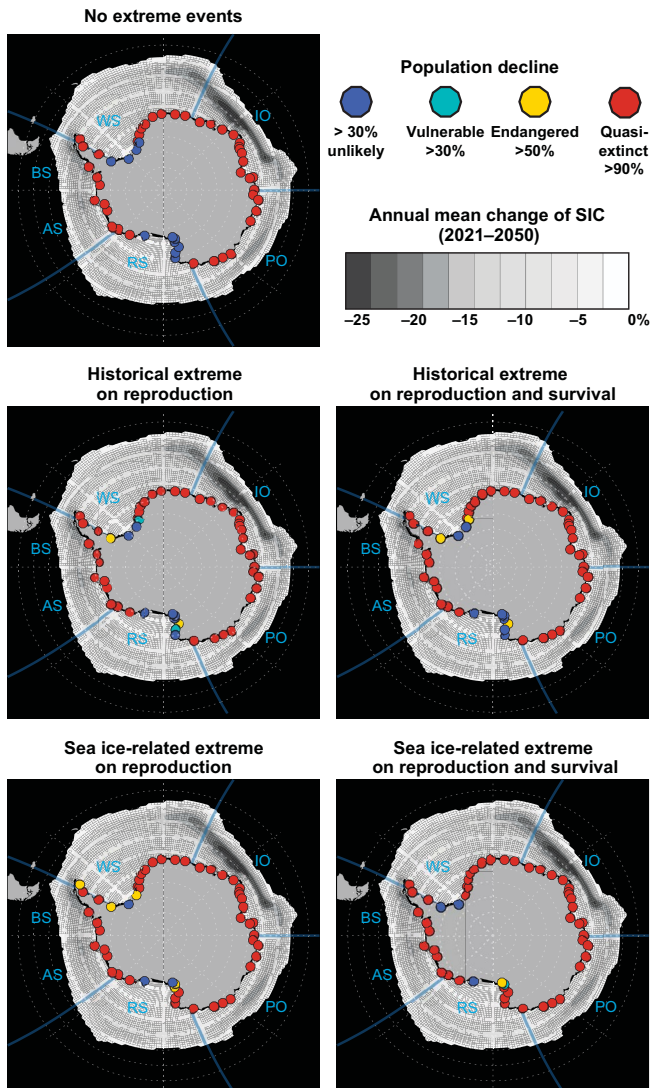 No extreme events
WS
IO
BS
AS
RS
PO
Population decline
> 30%
unlikely
Vulnerable
>30%
Endangered
>50%
Quasi-
extinct
>90%
Annual mean change of SIC
(2021–2050)
–25
–20
–15
–10
–5
0%
Historical extreme
on reproduction
WS
IO
BS
AS
RS
PO
Historical extreme
on reproduction and survival
WS
IO
BS
AS
RS
PO
Sea ice-related extreme
on reproduction
WS
IO
BS
AS
RS
PO
Sea ice-related extreme
on reproduction and survival
WS
IO
BS
AS
RS
PO